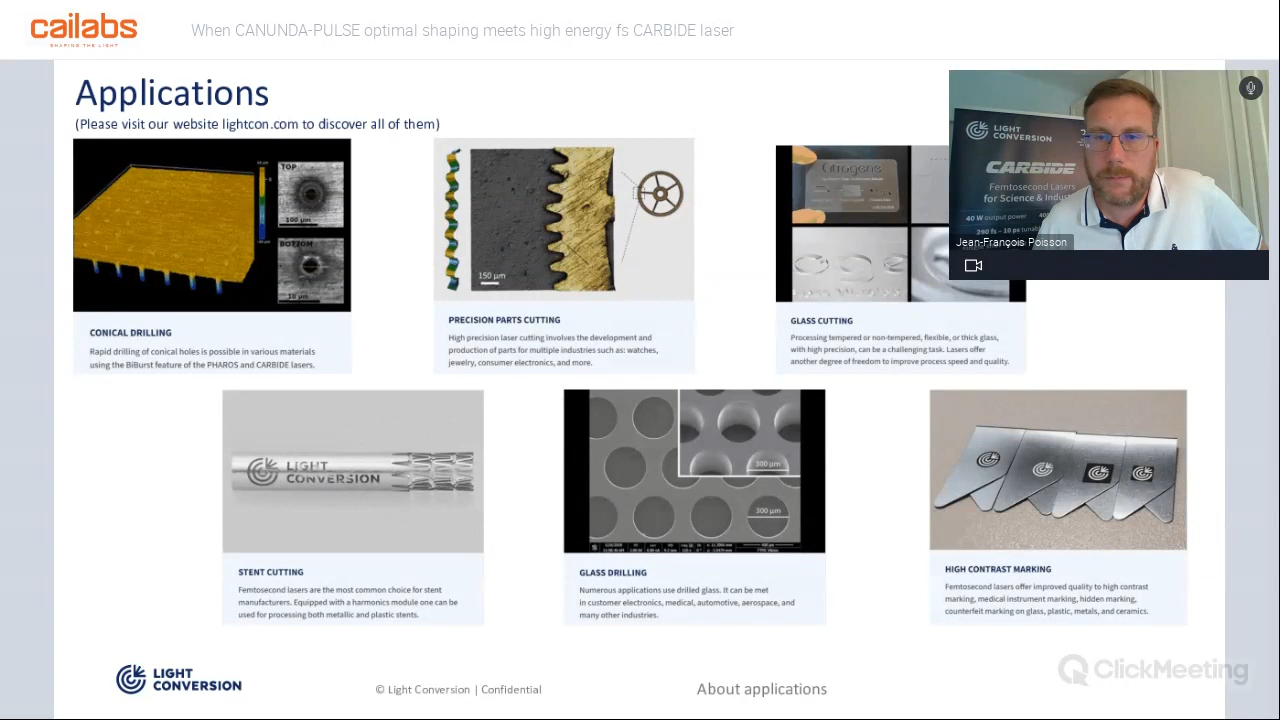 cailabs
SHAPING THE LIGHT
When CANUNDA-PULSE optimal shaping meets high energy fs CARBIDE laser
Applications
(Please visit our website lightcon.com to discover all of them)
LIGHT
CONVERSION
CARBIDE
Femtosecond Lasers
for Science & Indus
40 W output power
290 fs – 10 ps tunab
Jean-François Poisson
TOP
100 µm
BOTTOM
10 µm
150 µm
300 µm
300 µm
CONICAL DRILLING
Rapid drilling of conical holes is possible in various materials
using the BiBurst feature of the PHAROS and CARBIDE lasers.
PRECISION PARTS CUTTING
High precision laser cutting involves the development and
production of parts for multiple industries such as: watches,
jewelry, consumer electronics, and more.
GLASS CUTTING
Processing tempered or non-tempered, flexible, or thick glass,
with high precision, can be a challenging task. Lasers offer
another degree of freedom to improve process speed and quality.
LIGHT
CONVERSION
STENT CUTTING
Femtosecond lasers are the most common choice for stent
manufacturers. Equipped with a harmonics module one can be
used for processing both metallic and plastic stents.
GLASS DRILLING
Numerous applications use drilled glass. It can be met
in customer electronics, medical, automotive, aerospace, and
many other industries.
HIGH CONTRAST MARKING
Femtosecond lasers offer improved quality to high contrast
marking, medical instrument marking, hidden marking,
counterfeit marking on glass, plastic, metals, and ceramics.
LIGHT
CONVERSION
© Light Conversion | Confidential
About applications
ClickMeeting